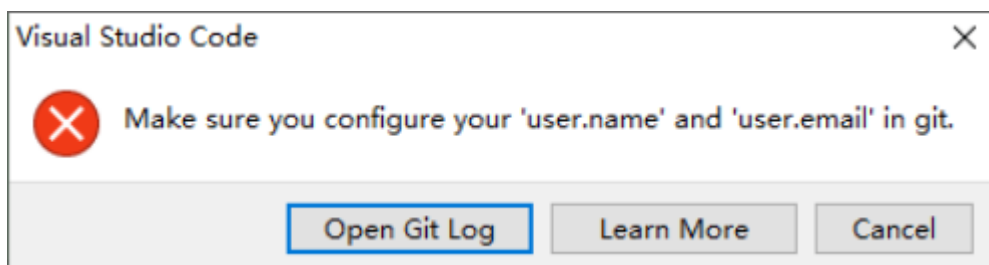 Visual Studio Code
Make sure you configure your 'user.name' and 'user.email' in git.
Open Git Log
Learn More
Cancel